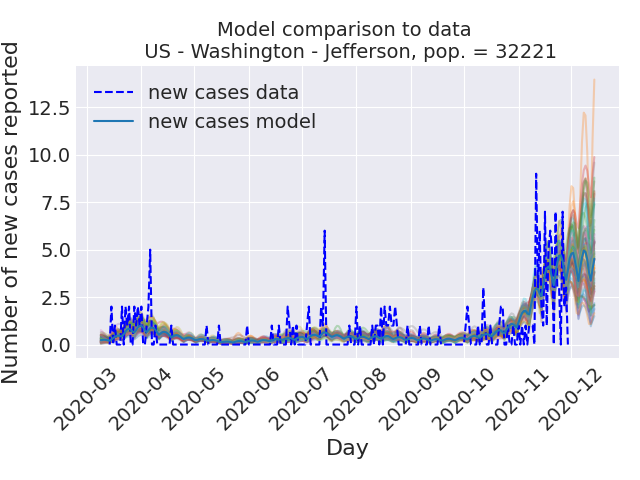 Model comparison to data
US - Washington - Jefferson, pop. = 32221
new cases data
new cases model
Number of new cases reported
12.5
10.0
7.5
5.0
2.5
0.0
2020-03
2020-04
2020-05
2020-06
2020-07
2020-08
2020-09
2020-10
2020-11
2020-12
Day